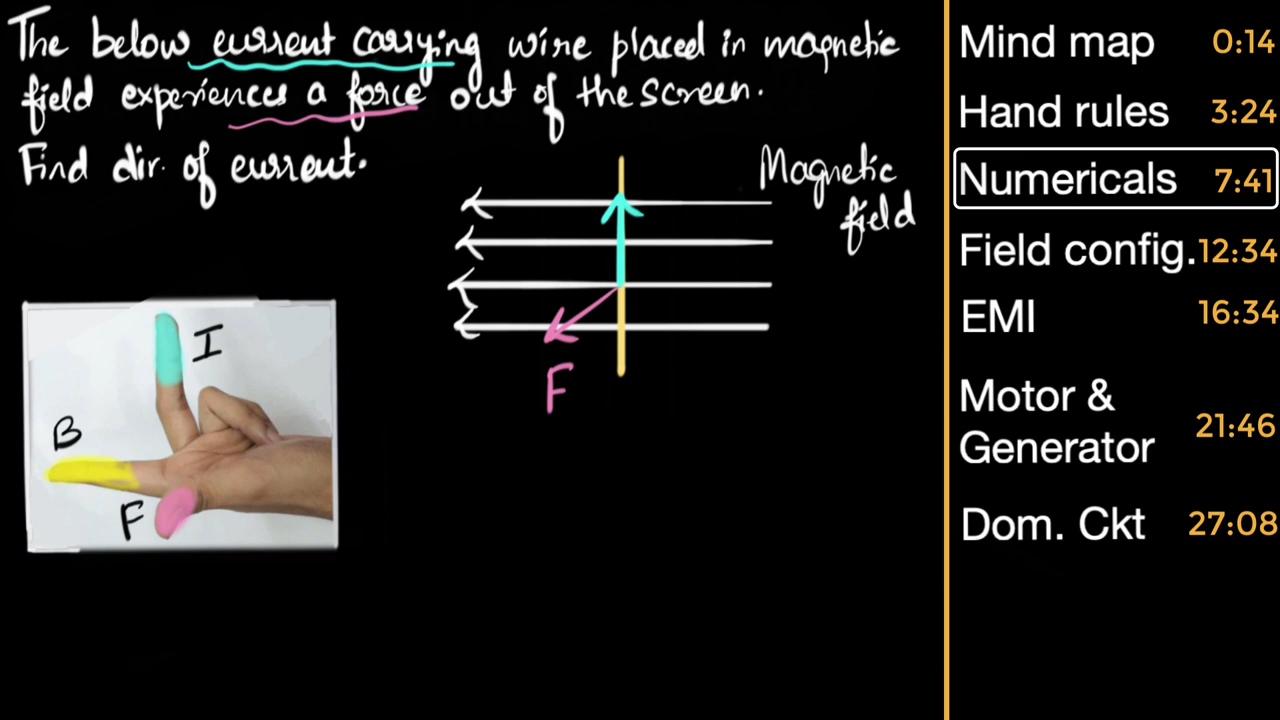 The below current carrying wire placed in magnetic
field experiences a force out of the screen.
Find dir. of current.
Magnetic
field
F
I
B
F
Mind map 0:14
Hand rules 3:24
Numericals 7:41
Field config. 12:34
EMI 16:34
Motor &
Generator 21:46
Dom. Ckt 27:08